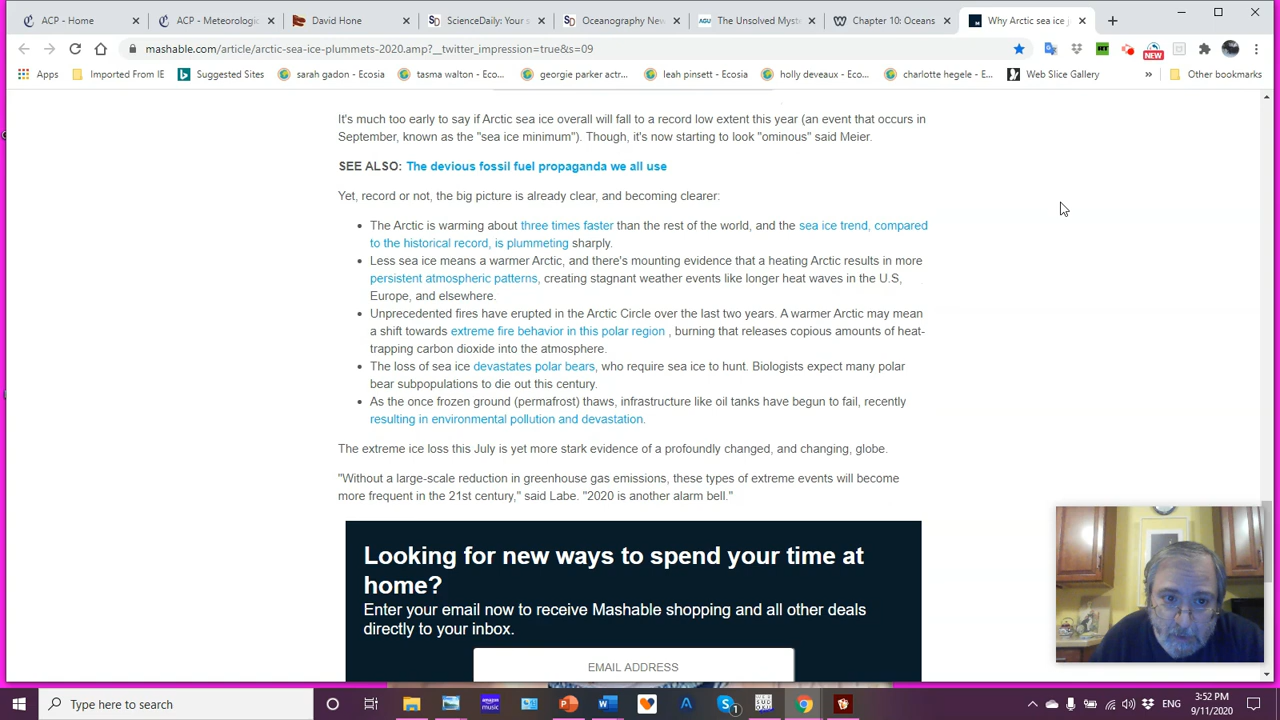 ACP - Home
ACP - Meteorologic
David Hone
ScienceDaily: Your s
Oceanography New
The Unsolved Myst
Chapter 10: Oceans
Why Arctic sea ice j
mashable.com/article/arctic-sea-ice-plummets-2020.amp?__twitter_impression=true&s=09
NEW
Apps
Imported From IE
Suggested Sites
sarah gadon - Ecosia
tasma walton - Eco...
georgie parker actr...
leah pinsett - Ecosia
holly deveaux - Eco...
charlotte hegele - E...
Web Slice Gallery
»
Other bookmarks
It's much too early to say if Arctic sea ice overall will fall to a record low extent this year (an event that occurs in
September, known as the "sea ice minimum"). Though, it's now starting to look "ominous" said Meier.
SEE ALSO: The devious fossil fuel propaganda we all use
Yet, record or not, the big picture is already clear, and becoming clearer:
• The Arctic is warming about three times faster than the rest of the world, and the sea ice trend, compared
to the historical record, is plummeting sharply.
• Less sea ice means a warmer Arctic, and there's mounting evidence that a heating Arctic results in more
persistent atmospheric patterns, creating stagnant weather events like longer heat waves in the U.S,
Europe, and elsewhere.
• Unprecedented fires have erupted in the Arctic Circle over the last two years. A warmer Arctic may mean
a shift towards extreme fire behavior in this polar region , burning that releases copious amounts of heat-
trapping carbon dioxide into the atmosphere.
• The loss of sea ice devastates polar bears, who require sea ice to hunt. Biologists expect many polar
bear subpopulations to die out this century.
• As the once frozen ground (permafrost) thaws, infrastructure like oil tanks have begun to fail, recently
resulting in environmental pollution and devastation.
The extreme ice loss this July is yet more stark evidence of a profoundly changed, and changing, globe.
"Without a large-scale reduction in greenhouse gas emissions, these types of extreme events will become
more frequent in the 21st century," said Labe. "2020 is another alarm bell."
Looking for new ways to spend your time at
home?
Enter your email now to receive Mashable shopping and all other deals
directly to your inbox.
EMAIL ADDRESS
Type here to search
amazon music
ENG
3:52 PM
9/11/2020